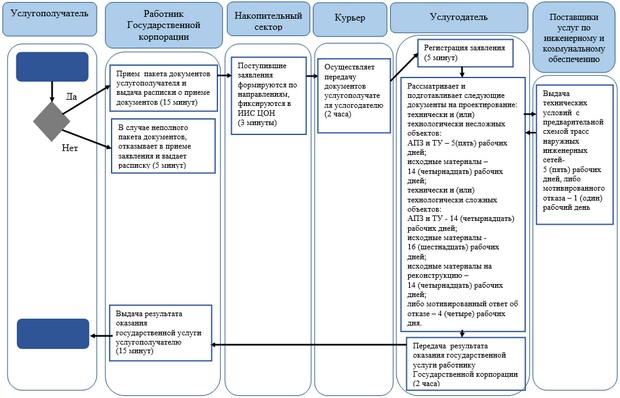 Услугополучатель
Работник
Государственной
корпорации
Накопительный
сектор
Курьер
Услугодатель
Поставщики
услуг по
инженерному и
коммунальному
обеспечению
Да
Нет
Прием пакета документов
услугополучателя и
выдача расписки о приеме
документов (15 минут)
В случае неполного
пакета документов,
отказывает в приеме
заявления и выдает
расписку (5 минут)
Поступившие
заявления
формируются по
направлениям,
фиксируются в
ИИС ЦОН
(3 минуты)
Осуществляет
передачу
документов
услугополучате
ля услогодателю
(2 часа)
Регистрация заявления
(5 минут)
Рассматривает и
подготавливает следующие
документы на проектирование:
технически и (или)
технологически несложных
объектов:
АПЗ и ТУ – 5(пять) рабочих
дней;
исходные материалы –
14 (четырнадцать) рабочих
дней;
технически и (или)
технологически сложных
объектов:
АПЗ и ТУ - 14 (четырнадцать)
рабочих дней;
исходные материалы -
16 (шестнадцать) рабочих
дней;
исходные материалы на
реконструкцию –
14 (четырнадцать) рабочих
дней;
либо мотивированный ответ об
отказе – 4 (четыре) рабочих
дня.
Выдача
технических
условий с
предварительной
схемой трасс
наружных
инженерных
сетей-
5 (пять) рабочих
дней, либо
мотивированного
отказа – 1 (один)
рабочий день
Выдача результата
оказания
государственной услуги
услугополучателю
(15 минут)
Передача результата
оказания государственной
услуги работнику
Государственной корпорации
(2 часа)